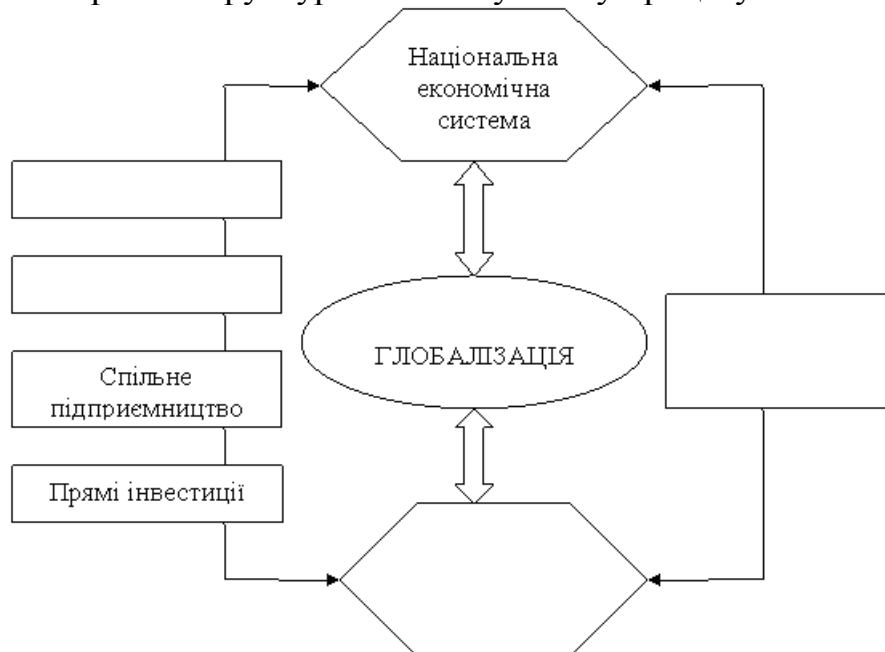 Національна
економічна
система
ГЛОБАЛІЗАЦІЯ
Спільне
підприємництво
Прямі інвестиції